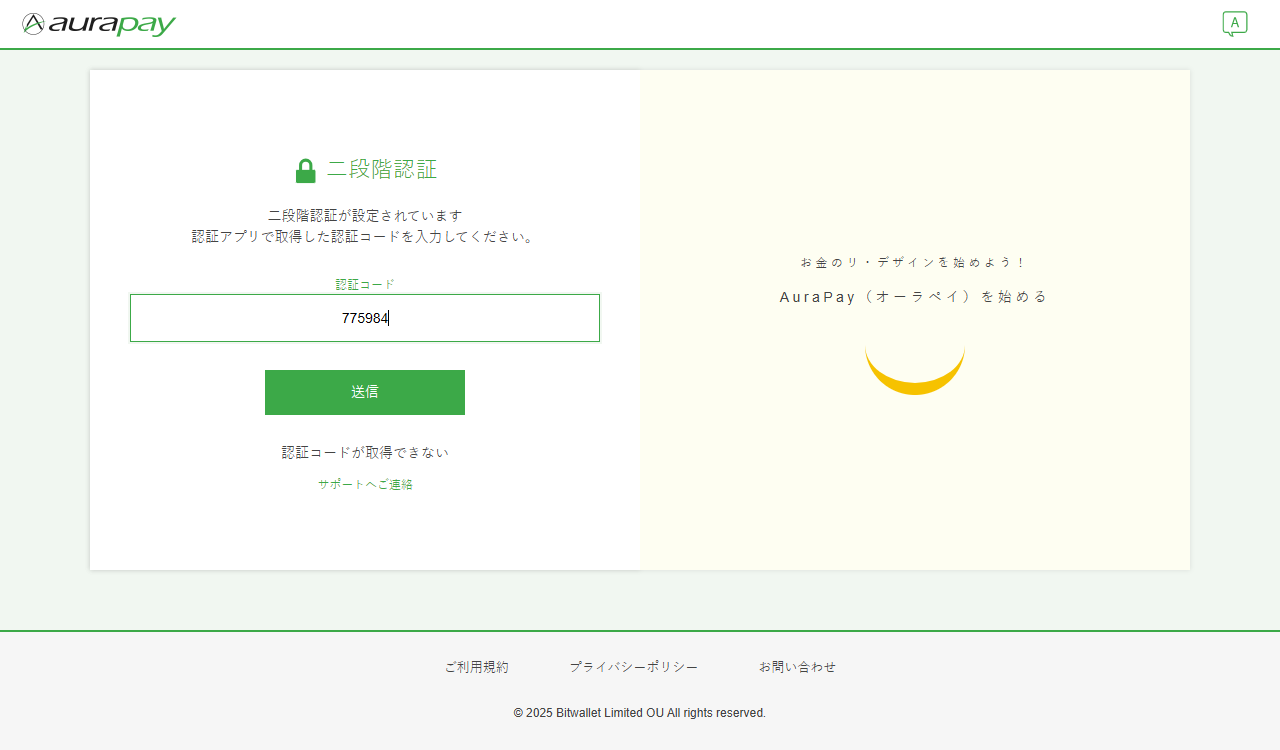 aurapay
A
二段階認証
二段階認証が設定されています
認証アプリで取得した認証コードを入力してください。
認証コード
775984
送信
認証コードが取得できない
サポートへご連絡
お金のリ・デザインを始めよう！
AuraPay（オーラペイ）を始める
ご利用規約 プライバシーポリシー お問い合わせ
© 2025 Bitwallet Limited OU All rights reserved.